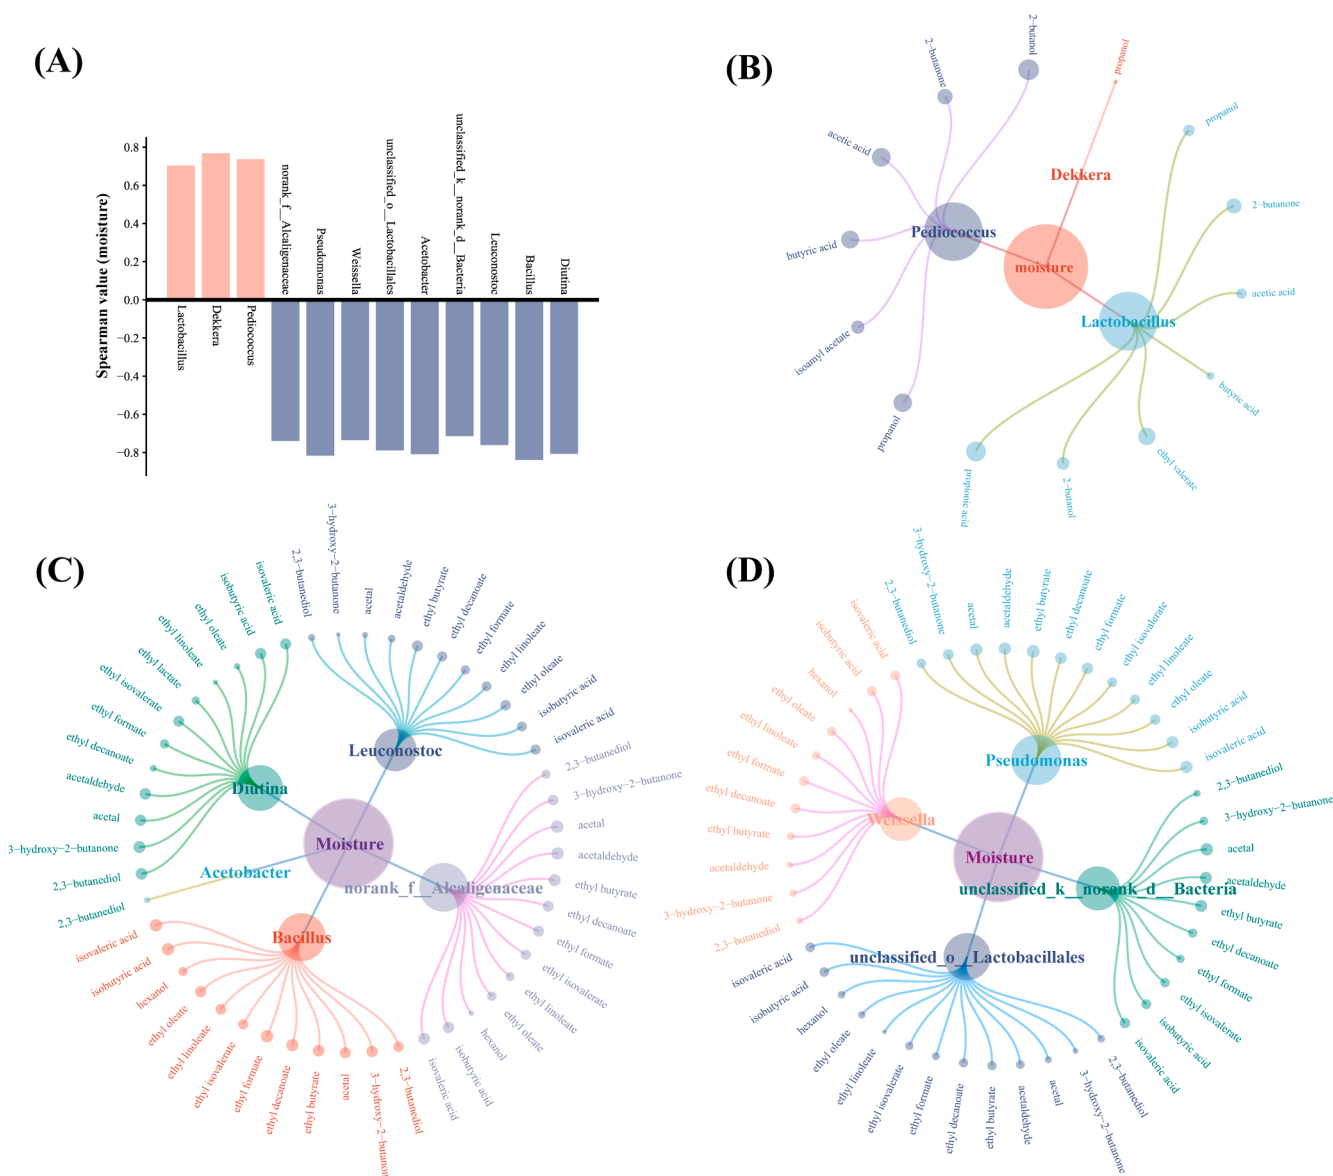 (A)
Spearman value (moisture)
0.8
0.6
0.4
0.2
0.0
−0.2
−0.4
−0.6
−0.8
Lactobacillus
Dekkera
Pediococcus
norank_f__Alcaligenaceae
Pseudomonas
Weissella
unclassified_o__Lactobacillales
Acetobacter
unclassified_k__norank_d__Bacteria
Leuconostoc
Bacillus
Diutina
(B)
moisture
Dekkera
propanol
Pediococcus
2−butanol
2−butanone
acetic acid
butyric acid
isoamyl acetate
propanol
Lactobacillus
propanol
2−butanone
acetic acid
butyric acid
ethyl valerate
2−butanol
propionic acid
(C)
Moisture
Leuconostoc
2,3−butanediol
3−hydroxy−2−butanone
acetal
acetaldehyde
ethyl butyrate
ethyl decanoate
ethyl formate
ethyl linoleate
ethyl oleate
isobutyric acid
isovaleric acid
norank_f__Alcaligenaceae
2,3−butanediol
3−hydroxy−2−butanone
acetal
acetaldehyde
ethyl butyrate
ethyl decanoate
ethyl formate
ethyl isovalerate
ethyl linoleate
ethyl oleate
hexanol
isobutyric acid
isovaleric acid
Bacillus
2,3−butanediol
3−hydroxy−2−butanone
acetal
ethyl butyrate
ethyl decanoate
ethyl formate
ethyl isovalerate
ethyl linoleate
ethyl oleate
hexanol
isobutyric acid
isovaleric acid
Acetobacter
2,3−butanediol
Diutina
2,3−butanediol
3−hydroxy−2−butanone
acetal
acetaldehyde
ethyl decanoate
ethyl formate
ethyl isovalerate
ethyl lactate
ethyl linoleate
ethyl oleate
isobutyric acid
isovaleric acid
(D)
Moisture
Pseudomonas
2,3−butanediol
3−hydroxy−2−butanone
acetal
acetaldehyde
ethyl butyrate
ethyl decanoate
ethyl formate
ethyl isovalerate
ethyl linoleate
ethyl oleate
isobutyric acid
isovaleric acid
unclassified_k__norank_d__Bacteria
2,3−butanediol
3−hydroxy−2−butanone
acetal
acetaldehyde
ethyl butyrate
ethyl decanoate
ethyl formate
ethyl isovalerate
isobutyric acid
isovaleric acid
unclassified_o__Lactobacillales
2,3−butanediol
3−hydroxy−2−butanone
acetal
acetaldehyde
ethyl butyrate
ethyl decanoate
ethyl formate
ethyl isovalerate
ethyl linoleate
ethyl oleate
hexanol
isobutyric acid
isovaleric acid
Weissella
2,3−butanediol
3−hydroxy−2−butanone
acetaldehyde
ethyl butyrate
ethyl decanoate
ethyl formate
ethyl linoleate
ethyl oleate
hexanol
isobutyric acid
isovaleric acid